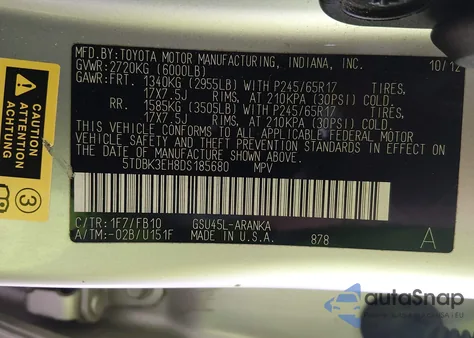 MFD.BY: TOYOTA MOTOR MANUFACTURING, INDIANA, INC. 10/12
GVWR: 2720KG (6000LB)
GAWR: FRT. 1340KG (2955LB) WITH P245/65R17 TIRES.
17X7.5J RIMS. AT 210KPA (30PSI) COLD.
RR. 1585KG (3505LB) WITH P245/65R17 TIRES.
17X7.5J RIMS. AT 210KPA (30PSI) COLD.
THIS VEHICLE CONFORMS TO ALL APPLICABLE FEDERAL MOTOR
VEHICLE SAFETY AND THEFT PREVENTION STANDARDS IN EFFECT
ON THE DATE OF MANUFACTURE SHOWN ABOVE.
5TDBK3EH8DS185680 MPV
C/TR: 1F7/FB10 GSU45L-ARANKA
A/TM:-02B/U151F MADE IN U.S.A. 878 A
CAUTION
ACHTUNG
3
autoSnap